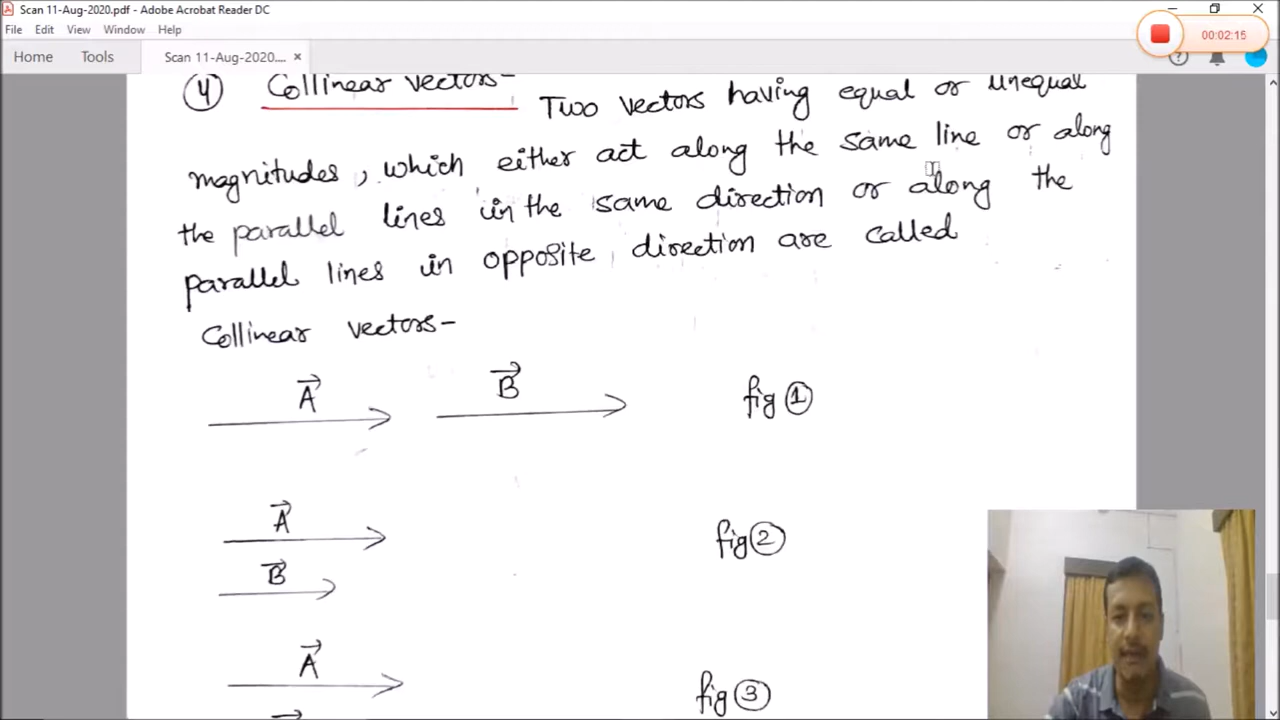 Scan 11-Aug-2020.pdf - Adobe Acrobat Reader DC
File Edit View Window Help
00:02:15
Home Tools Scan 11-Aug-2020.... ×
4 Collinear vectors-
Two vectors having equal or unequal
magnitudes, which either act along the same line or along
the parallel lines in the same direction or along the
parallel lines in opposite direction are called
Collinear vectors-
A B fig 1
A
fig 2
B
A
fig 3